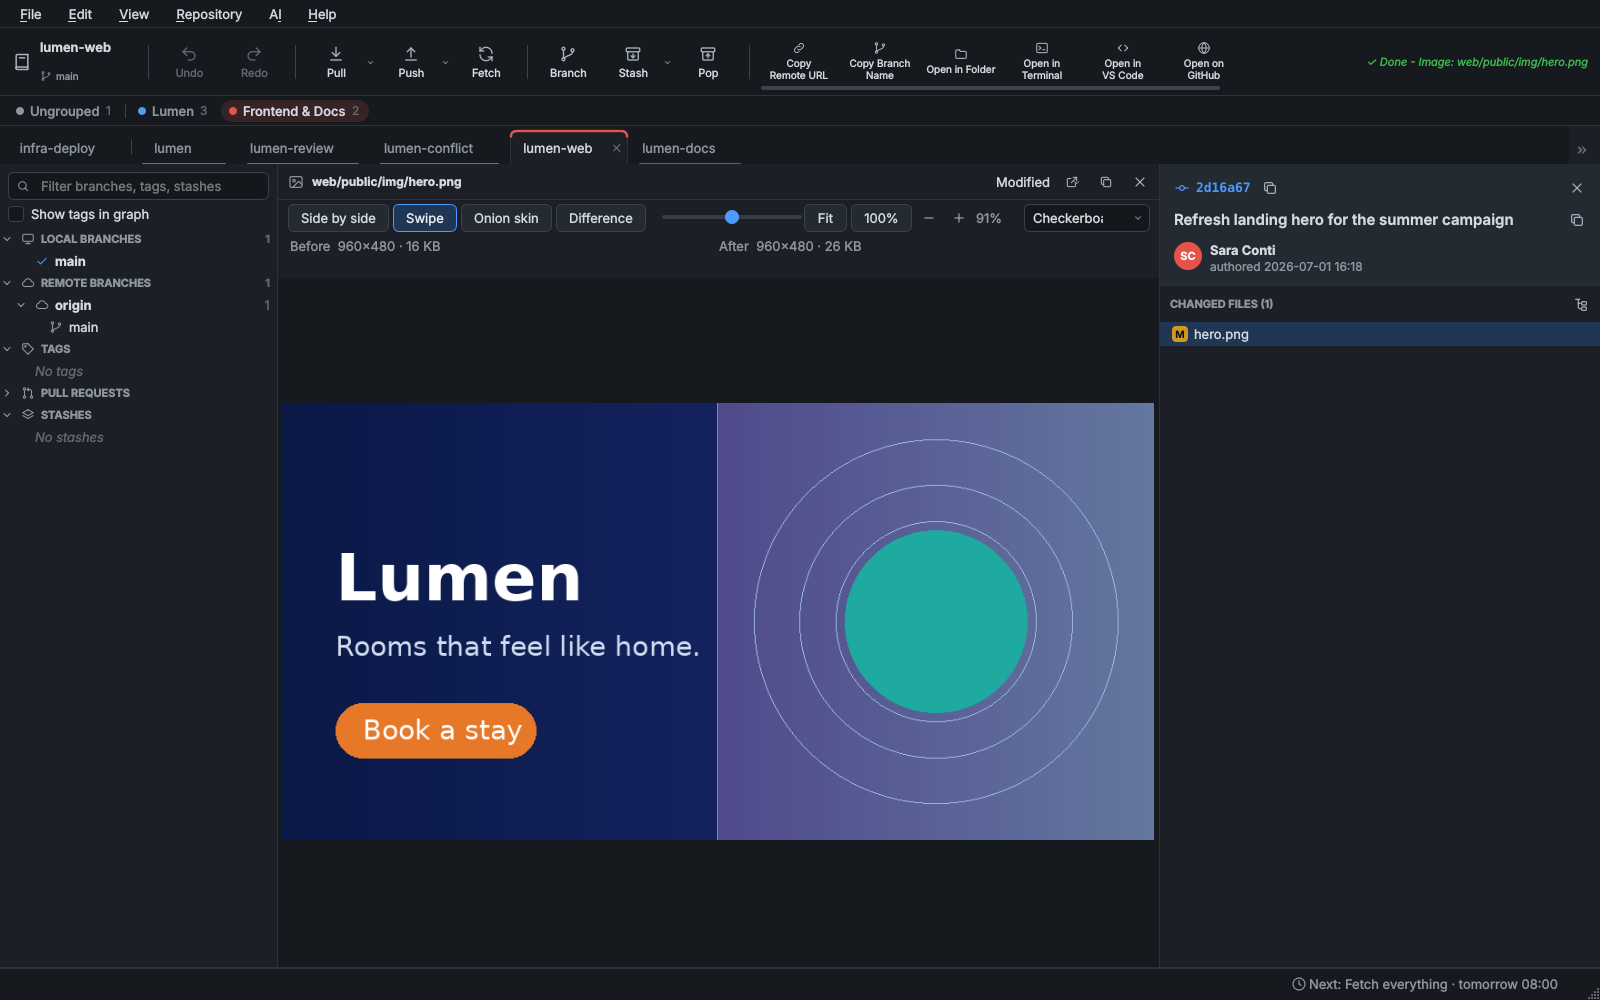 File Edit View Repository AI Help
lumen-web
main
Undo Redo Pull Push Fetch Branch Stash Pop
Copy Remote URL
Copy Branch Name
Open in Folder
Open in Terminal
Open in VS Code
Open on GitHub
✓ Done - Image: web/public/img/hero.png
Ungrouped 1 Lumen 3 Frontend & Docs 2
infra-deploy lumen lumen-review lumen-conflict lumen-web lumen-docs
Filter branches, tags, stashes
Show tags in graph
LOCAL BRANCHES 1
main
REMOTE BRANCHES 1
origin 1
main
TAGS
No tags
PULL REQUESTS
STASHES
No stashes
web/public/img/hero.png Modified
Side by side Swipe Onion skin Difference Fit 100% 91%
Before 960×480 · 16 KB After 960×480 · 26 KB
Lumen
Rooms that feel like home.
Book a stay
2d16a67
Refresh landing hero for the summer campaign
SC Sara Conti
authored 2026-07-01 16:18
CHANGED FILES (1)
M hero.png
Next: Fetch everything · tomorrow 08:00